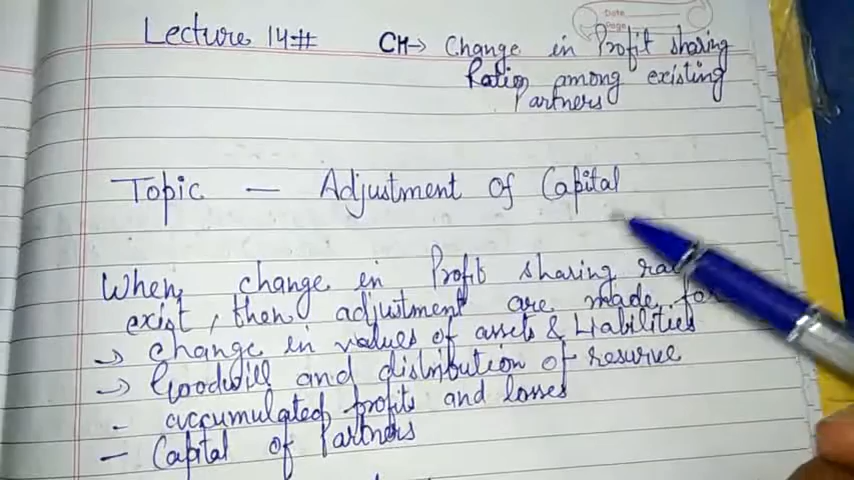 Date
Page
Lecture 14#
CH→ Change in Profit sharing
Ratio among existing
Partners
Topic — Adjustment of Capital
When change in Profit sharing
exist, then adjustment are made for
→ change in values of assets & Liabilities
→ Goodwill and distribution of reserve
- accumulated profits and losses
— Capital of Partners